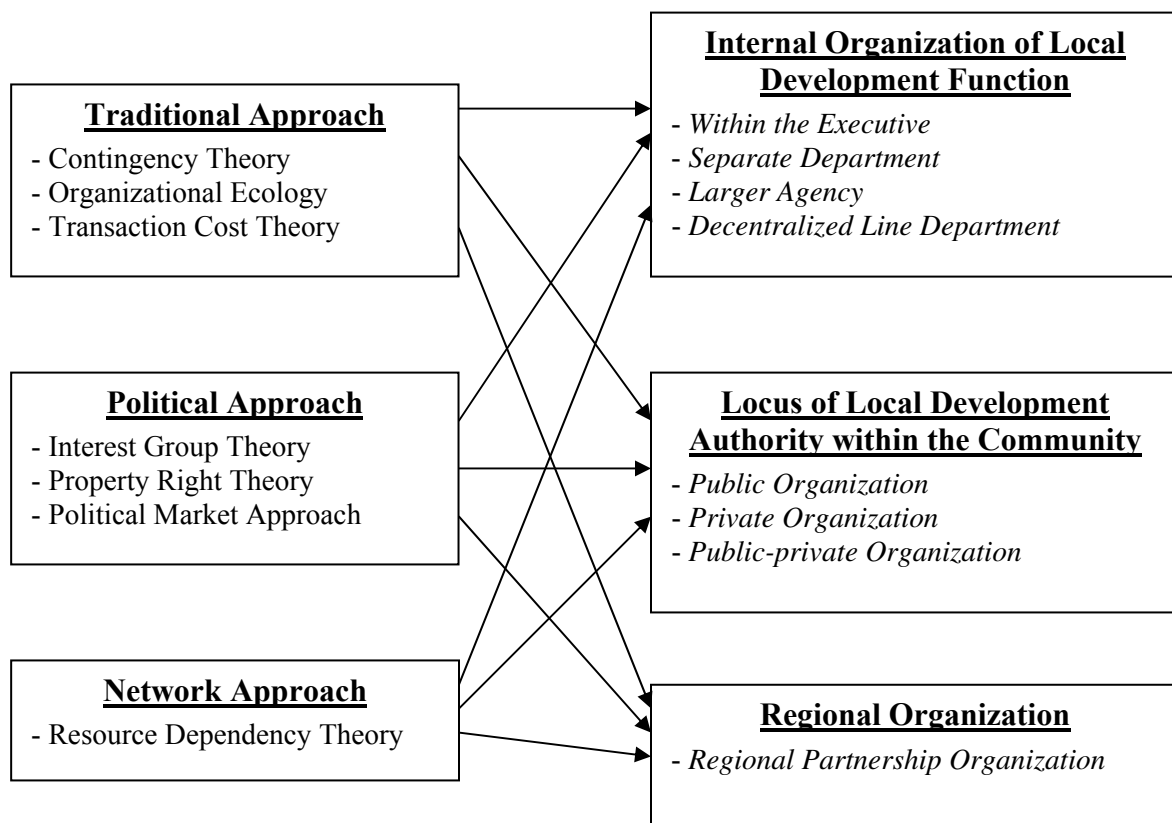 Traditional Approach
- Contingency Theory
- Organizational Ecology
- Transaction Cost Theory
Political Approach
- Interest Group Theory
- Property Right Theory
- Political Market Approach
Network Approach
- Resource Dependency Theory
Internal Organization of Local
Development Function
- Within the Executive
- Separate Department
- Larger Agency
- Decentralized Line Department
Locus of Local Development
Authority within the Community
- Public Organization
- Private Organization
- Public-private Organization
Regional Organization
- Regional Partnership Organization